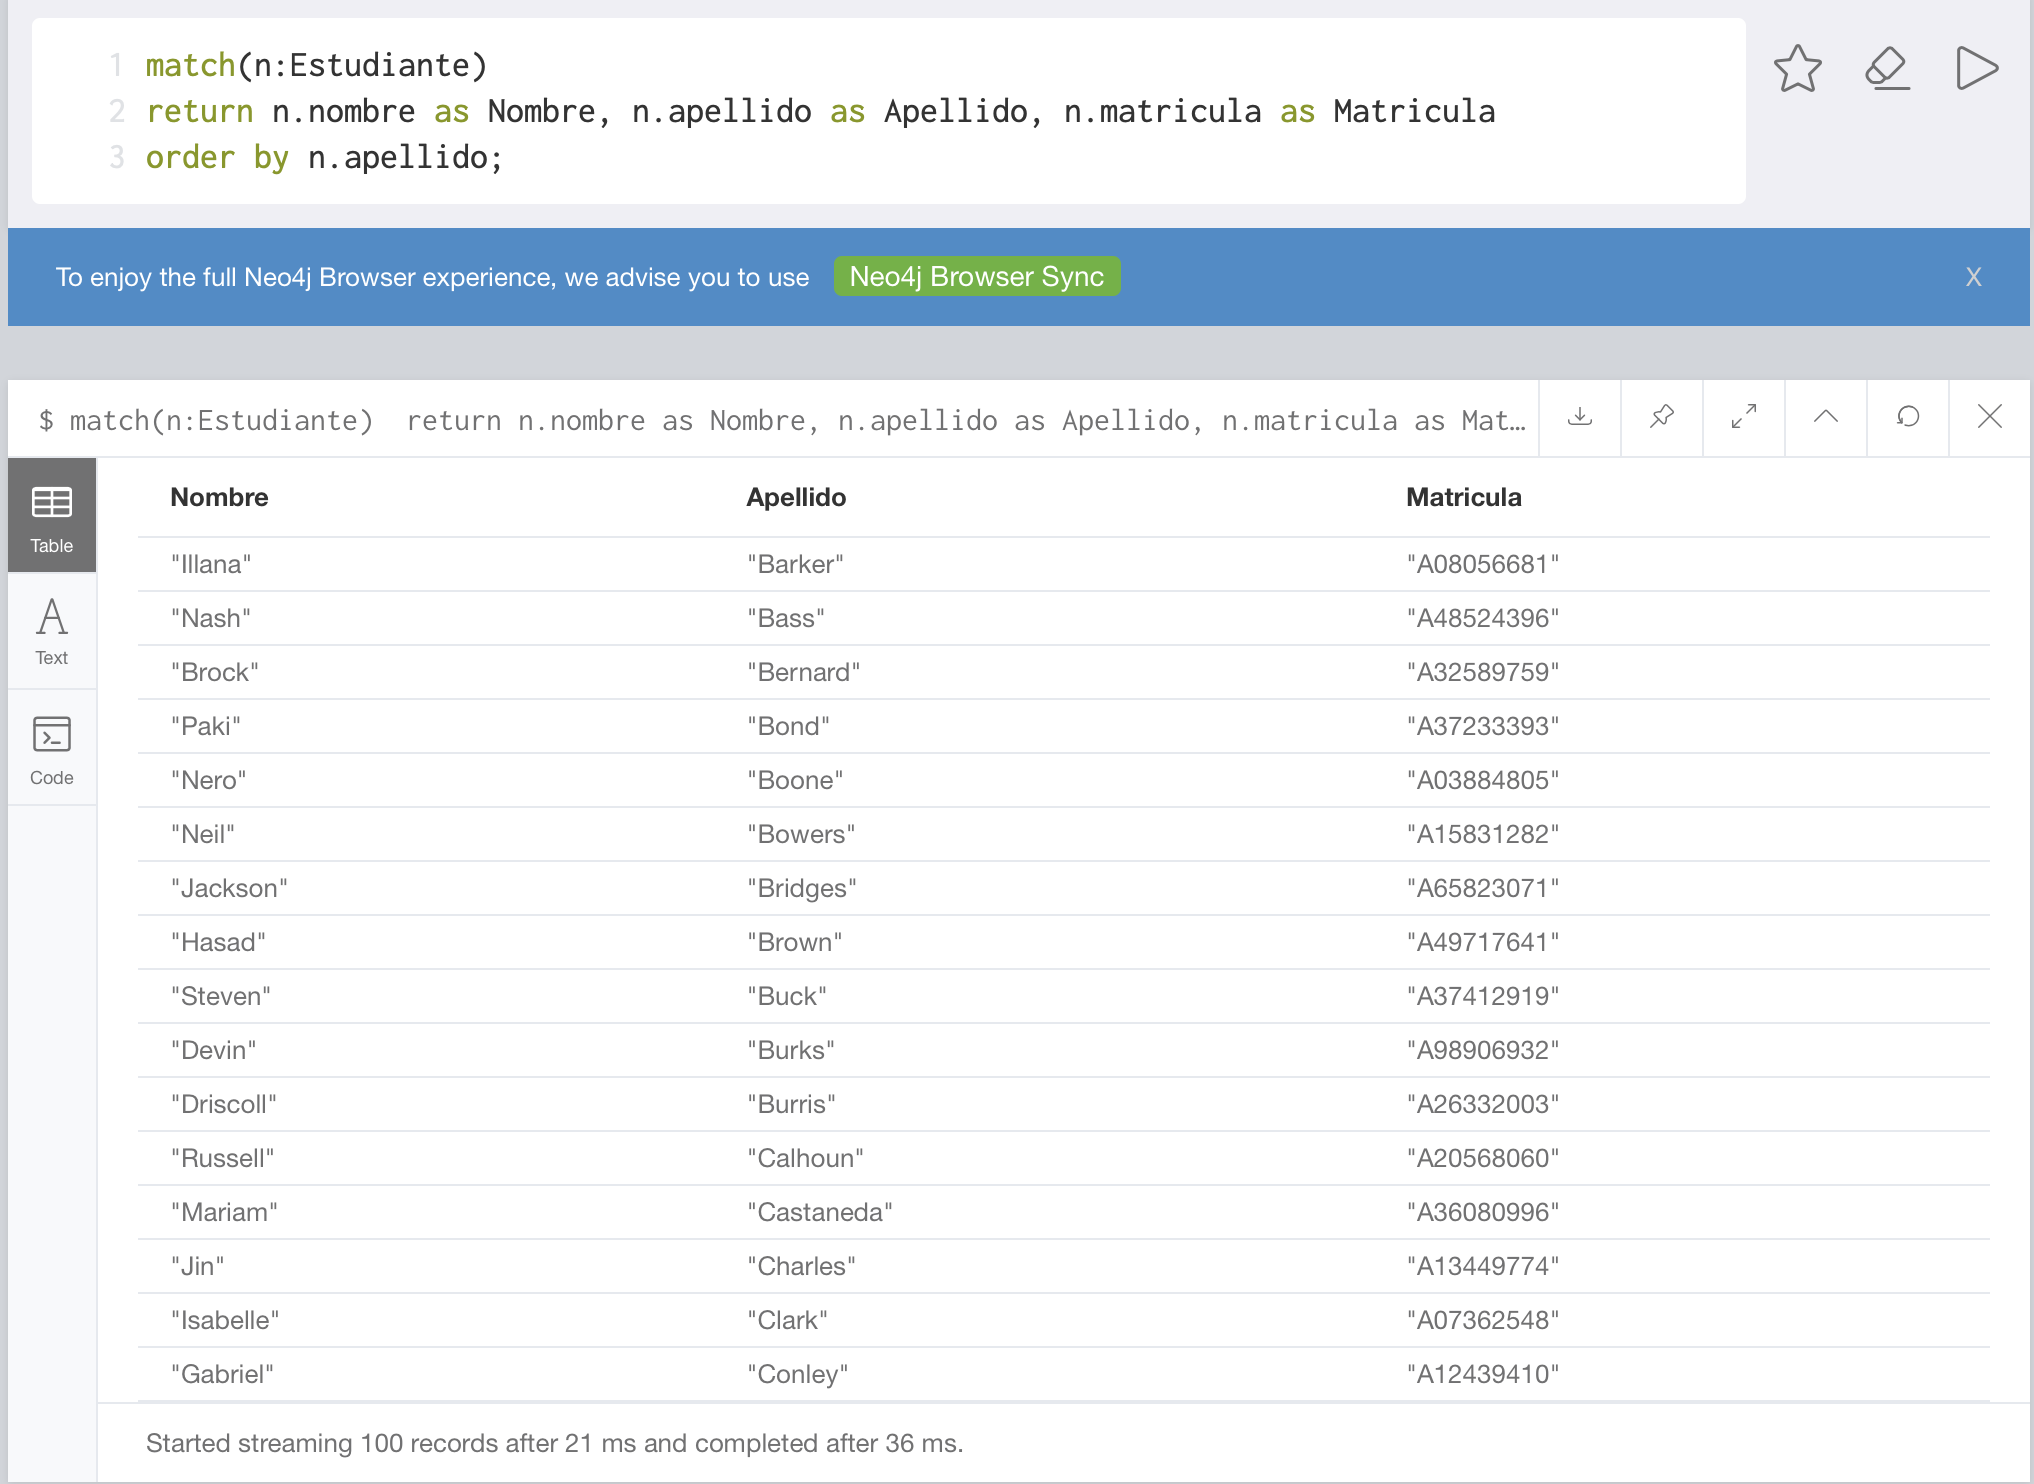 1 match(n:Estudiante)
2 return n.nombre as Nombre, n.apellido as Apellido, n.matricula as Matricula
3 order by n.apellido;
To enjoy the full Neo4j Browser experience, we advise you to use Neo4j Browser Sync X
$ match(n:Estudiante) return n.nombre as Nombre, n.apellido as Apellido, n.matricula as Mat…
Table
Text
Code
Nombre Apellido Matricula
"Illana" "Barker" "A08056681"
"Nash" "Bass" "A48524396"
"Brock" "Bernard" "A32589759"
"Paki" "Bond" "A37233393"
"Nero" "Boone" "A03884805"
"Neil" "Bowers" "A15831282"
"Jackson" "Bridges" "A65823071"
"Hasad" "Brown" "A49717641"
"Steven" "Buck" "A37412919"
"Devin" "Burks" "A98906932"
"Driscoll" "Burris" "A26332003"
"Russell" "Calhoun" "A20568060"
"Mariam" "Castaneda" "A36080996"
"Jin" "Charles" "A13449774"
"Isabelle" "Clark" "A07362548"
"Gabriel" "Conley" "A12439410"
Started streaming 100 records after 21 ms and completed after 36 ms.